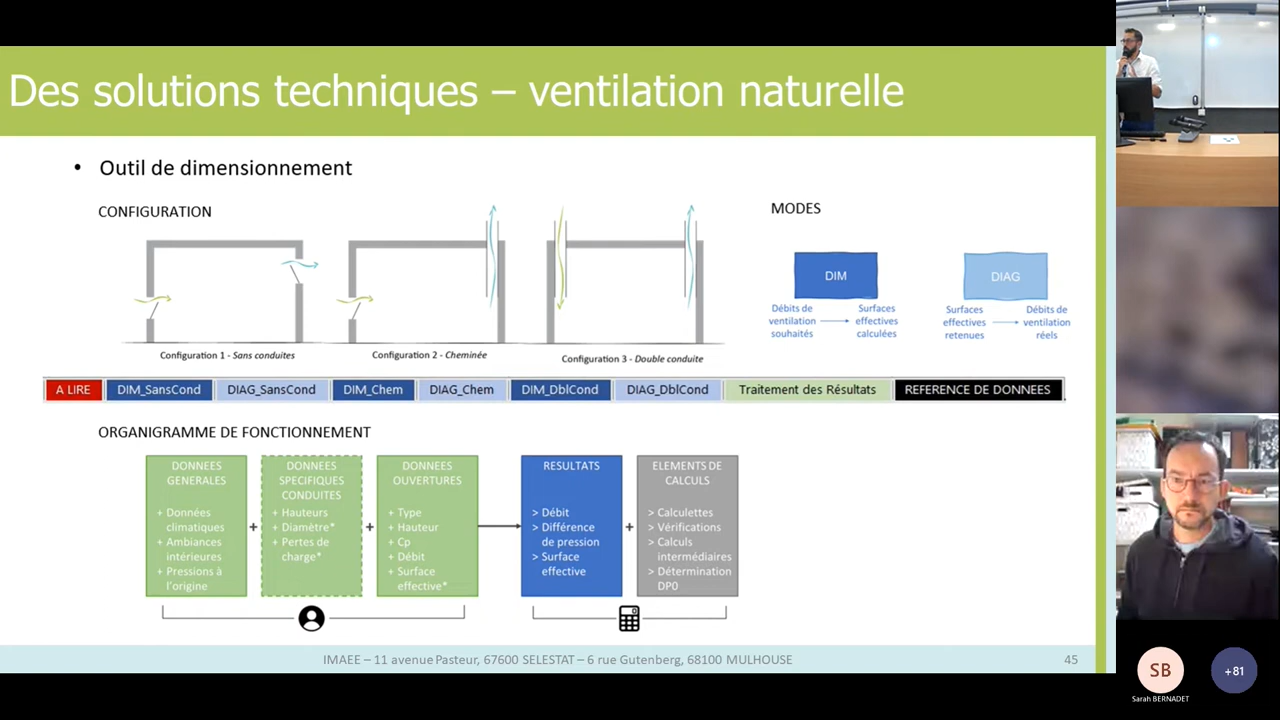 Des solutions techniques – ventilation naturelle
• Outil de dimensionnement
CONFIGURATION
MODES
DIM
DIAG
Débits de
ventilation
souhaités
Surfaces
effectives
calculées
Surfaces
effectives
retenues
Débits de
ventilation
réels
Configuration 1 - Sans conduites
Configuration 2 - Cheminée
Configuration 3 - Double conduite
A LIRE
DIM_SansCond
DIAG_SansCond
DIM_Chem
DIAG_Chem
DIM_DblCond
DIAG_DblCond
Traitement des Résultats
REFERENCE DE DONNEES
ORGANIGRAMME DE FONCTIONNEMENT
DONNEES
GENERALES
+ Données
climatiques
+ Ambiances
intérieures
+ Pressions à
l'origine
+
DONNEES
SPECIFIQUES
CONDUITES
+ Hauteurs
+ Diamètre*
+ Pertes de
charge*
+
DONNEES
OUVERTURES
+ Type
+ Hauteur
+ Cp
+ Débit
+ Surface
effective*
RESULTATS
> Débit
> Différence
de pression
> Surface
effective
+
ELEMENTS DE
CALCULS
> Calculettes
> Vérifications
> Calculs
intermédiaires
> Détermination
DP0
IMAEE – 11 avenue Pasteur, 67600 SELESTAT – 6 rue Gutenberg, 68100 MULHOUSE
45
SB
Sarah BERNADET
+81